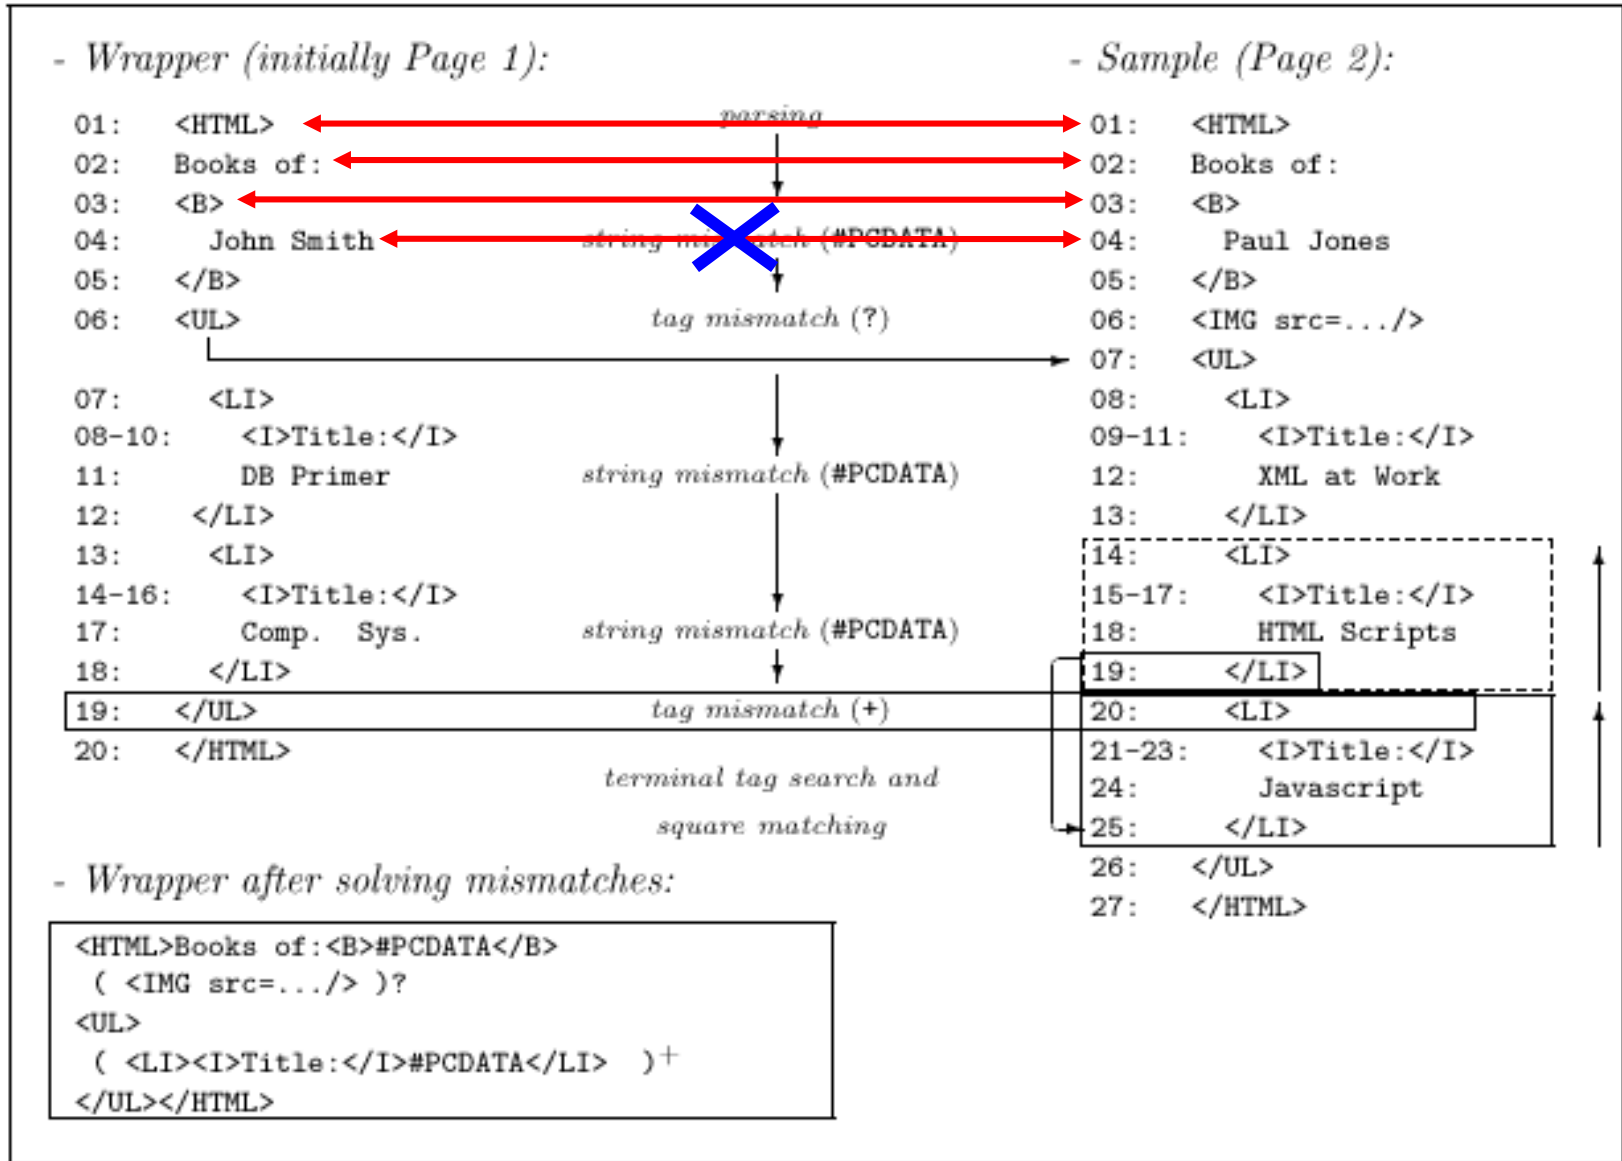 - Wrapper (initially Page 1):
01: <HTML>
02: Books of:
03: <B>
04: John Smith
05: </B>
06: <UL>
07: <LI>
08-10: <I>Title:</I>
11: DB Primer
12: </LI>
13: <LI>
14-16: <I>Title:</I>
17: Comp. Sys.
18: </LI>
19: </UL>
20: </HTML>
parsing
string mismatch (#PCDATA)
tag mismatch (?)
string mismatch (#PCDATA)
string mismatch (#PCDATA)
tag mismatch (+)
terminal tag search and
square matching
- Sample (Page 2):
01: <HTML>
02: Books of:
03: <B>
04: Paul Jones
05: </B>
06: <IMG src=.../>
07: <UL>
08: <LI>
09-11: <I>Title:</I>
12: XML at Work
13: </LI>
14: <LI>
15-17: <I>Title:</I>
18: HTML Scripts
19: </LI>
20: <LI>
21-23: <I>Title:</I>
24: Javascript
25: </LI>
26: </UL>
27: </HTML>
- Wrapper after solving mismatches:
<HTML>Books of:<B>#PCDATA</B>
( <IMG src=.../> )?
<UL>
( <LI><I>Title:</I>#PCDATA</LI> )+
</UL></HTML>